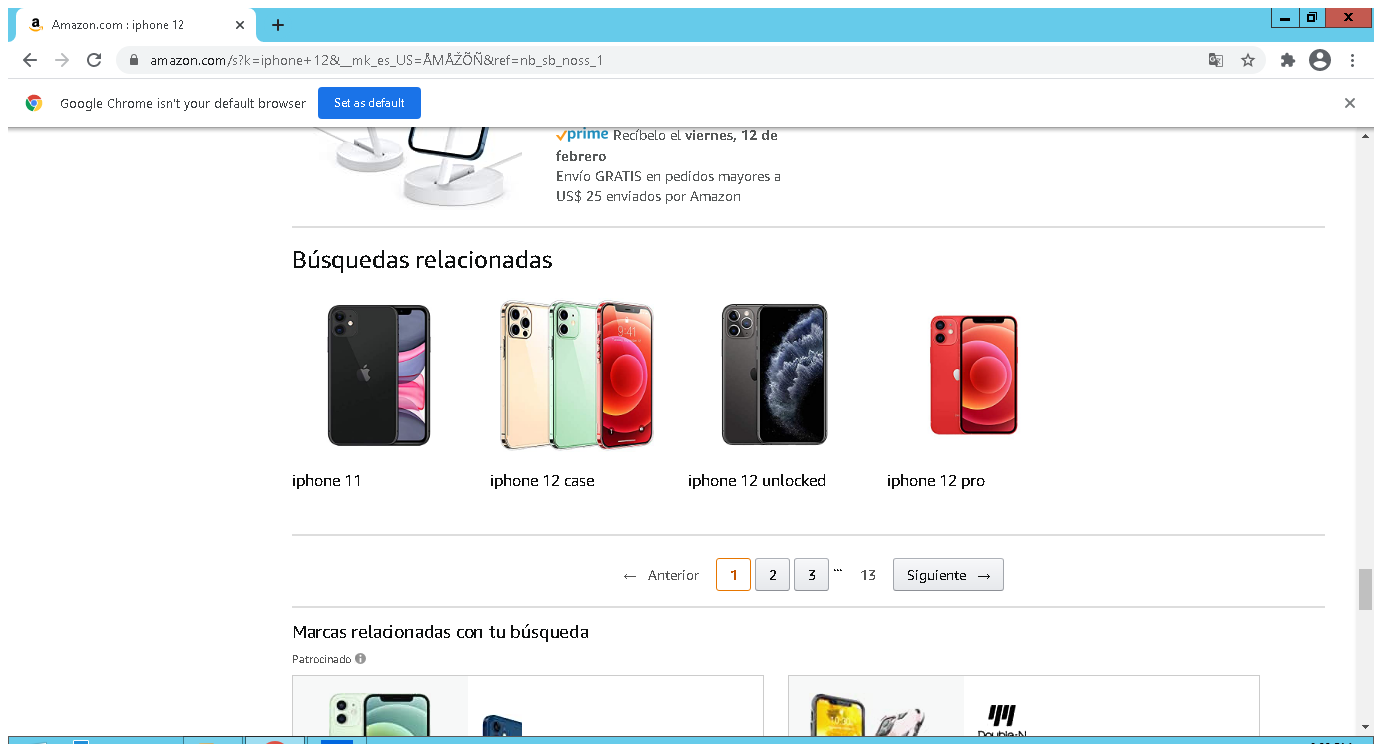 Amazon.com : iphone 12
amazon.com/s?k=iphone+12&__mk_es_US=ÅMÅŽÕÑ&ref=nb_sb_noss_1
Google Chrome isn't your default browser
Set as default
prime Recíbelo el viernes, 12 de
febrero
Envío GRATIS en pedidos mayores a
US$ 25 enviados por Amazon
Búsquedas relacionadas
9:41
iphone 11
iphone 12 case
iphone 12 unlocked
iphone 12 pro
← Anterior 1 2 3 ... 13 Siguiente →
Marcas relacionadas con tu búsqueda
Patrocinado
Double-N